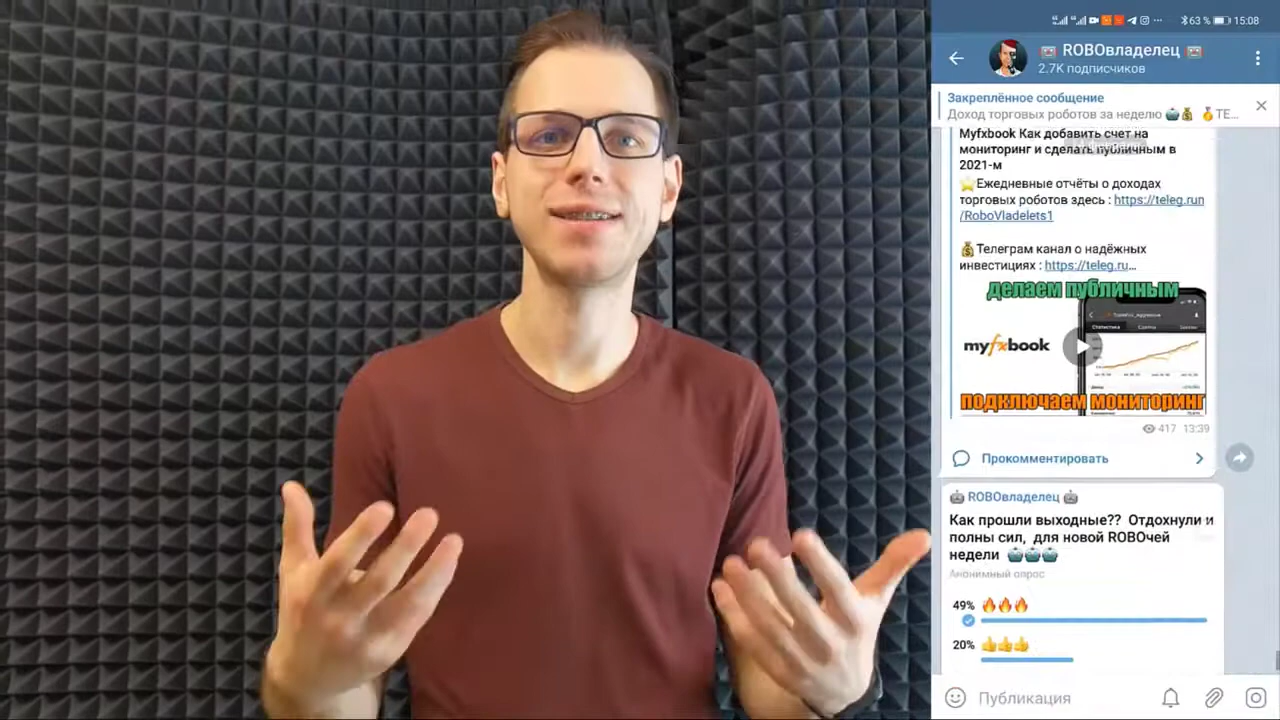 63 % 15:08
ROBOвладелец
2.7K подписчиков
Закреплённое сообщение
Доход торговых роботов за неделю 🤖💰 🥇TE...
Myfxbook Как добавить счет на
мониторинг и сделать публичным в
2021-м
⭐Ежедневные отчёты о доходах
торговых роботов здесь : https://teleg.run
/RoboVladelets1
💰Телеграм канал о надёжных
инвестициях : https://teleg.ru...
делаем публичным
Статистика
myfxbook
подключаем мониторинг
417 13:39
Прокомментировать
🤖 ROBOвладелец 🤖
Как прошли выходные?? Отдохнули и
полны сил, для новой ROBOчей
недели 🤖🤖🤖
Анонимный опрос
49% 🔥🔥🔥
20% 👍👍👍
Публикация